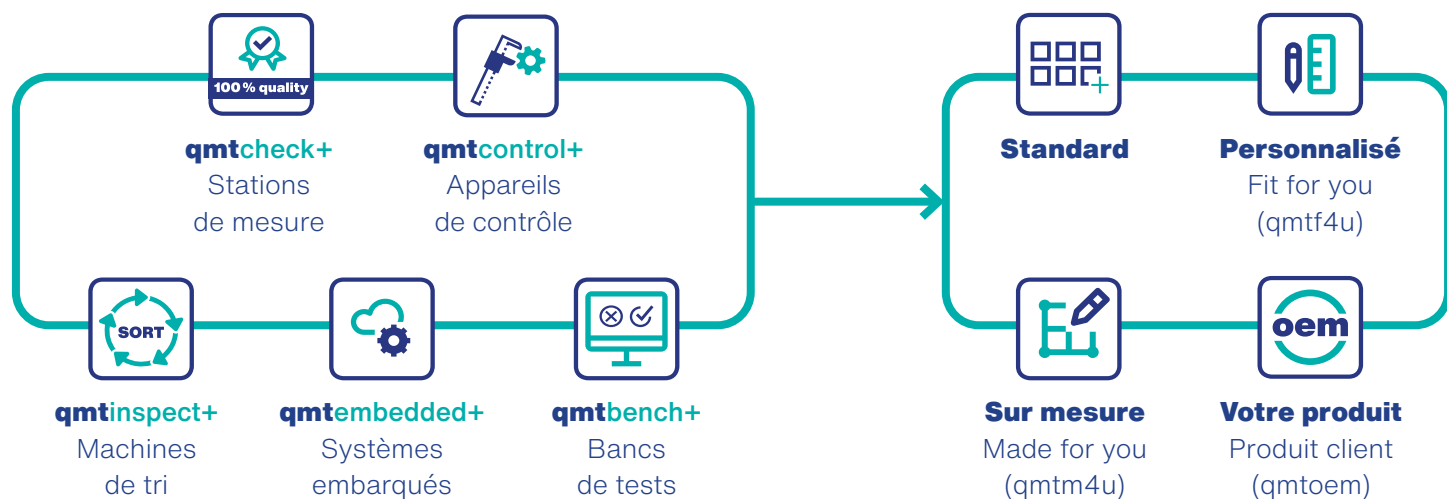 100 % quality
qmtcheck+
Stations
de mesure
qmtcontrol+
Appareils
de contrôle
SORT
qmtinspect+
Machines
de tri
qmtembedded+
Systèmes
embarqués
qmtbench+
Bancs
de tests
Standard
Personnalisé
Fit for you
(qmtf4u)
Sur mesure
Made for you
(qmtm4u)
oem
Votre produit
Produit client
(qmtoem)